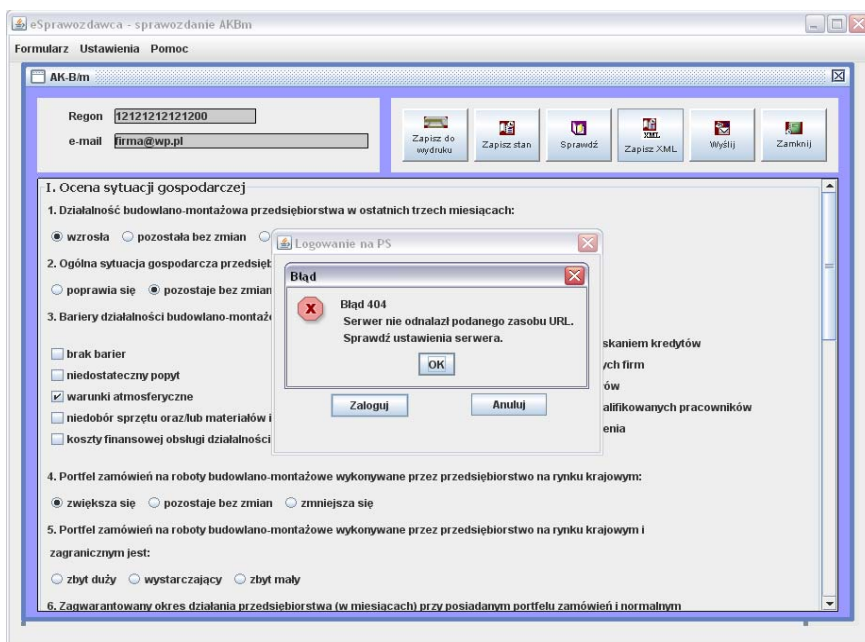 eSprawozdawca - sprawozdanie AKBm
Formularz Ustawienia Pomoc
AK-B/m
Regon 12121212121200
e-mail firma@wp.pl
Zapisz do wydruku
Zapisz stan
Sprawdź
XML
Zapisz XML
Wyślij
Zamknij
I. Ocena sytuacji gospodarczej
1. Działalność budowlano-montażowa przedsiębiorstwa w ostatnich trzech miesiącach:
wzrosła pozostała bez zmian
Logowanie na PS
2. Ogólna sytuacja gospodarcza przedsięb
poprawia się pozostaje bez zmian
3. Bariery działalności budowlano-montaż
Błąd
Błąd 404
Serwer nie odnalazł podanego zasobu URL.
Sprawdź ustawienia serwera.
OK
Zaloguj Anuluj
brak barier
niedostateczny popyt
warunki atmosferyczne
niedobór sprzętu oraz/lub materiałów i
koszty finansowej obsługi działalności
skaniem kredytów
ych firm
ów
alifikowanych pracowników
enia
4. Portfel zamówień na roboty budowlano-montażowe wykonywane przez przedsiębiorstwo na rynku krajowym:
zwiększa się pozostaje bez zmian zmniejsza się
5. Portfel zamówień na roboty budowlano-montażowe wykonywane przez przedsiębiorstwo na rynku krajowym i
zagranicznym jest:
zbyt duży wystarczający zbyt mały
6. Zagwarantowany okres działania przedsiębiorstwa (w miesiącach) przy posiadanym portfelu zamówień i normalnym